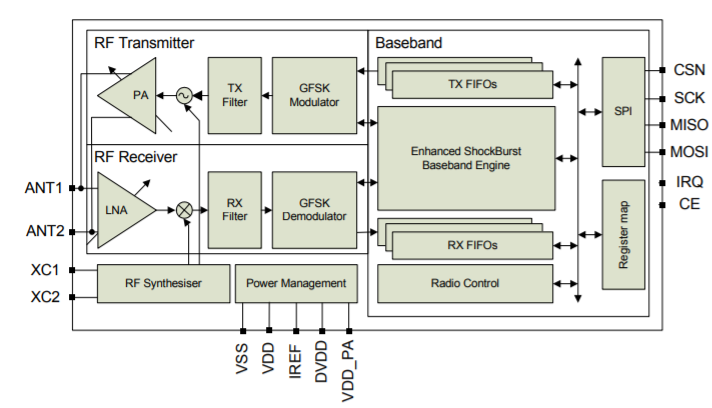 RF Transmitter
Baseband
PA
~
TX
Filter
GFSK
Modulator
TX FIFOs
SPI
CSN
SCK
MISO
MOSI
Enhanced ShockBurst
Baseband Engine
RF Receiver
ANT1
ANT2
LNA
RX
Filter
GFSK
Demodulator
RX FIFOs
Register map
IRQ
CE
XC1
XC2
RF Synthesiser
Power Management
Radio Control
VSS
VDD
IREF
DVDD
VDD_PA